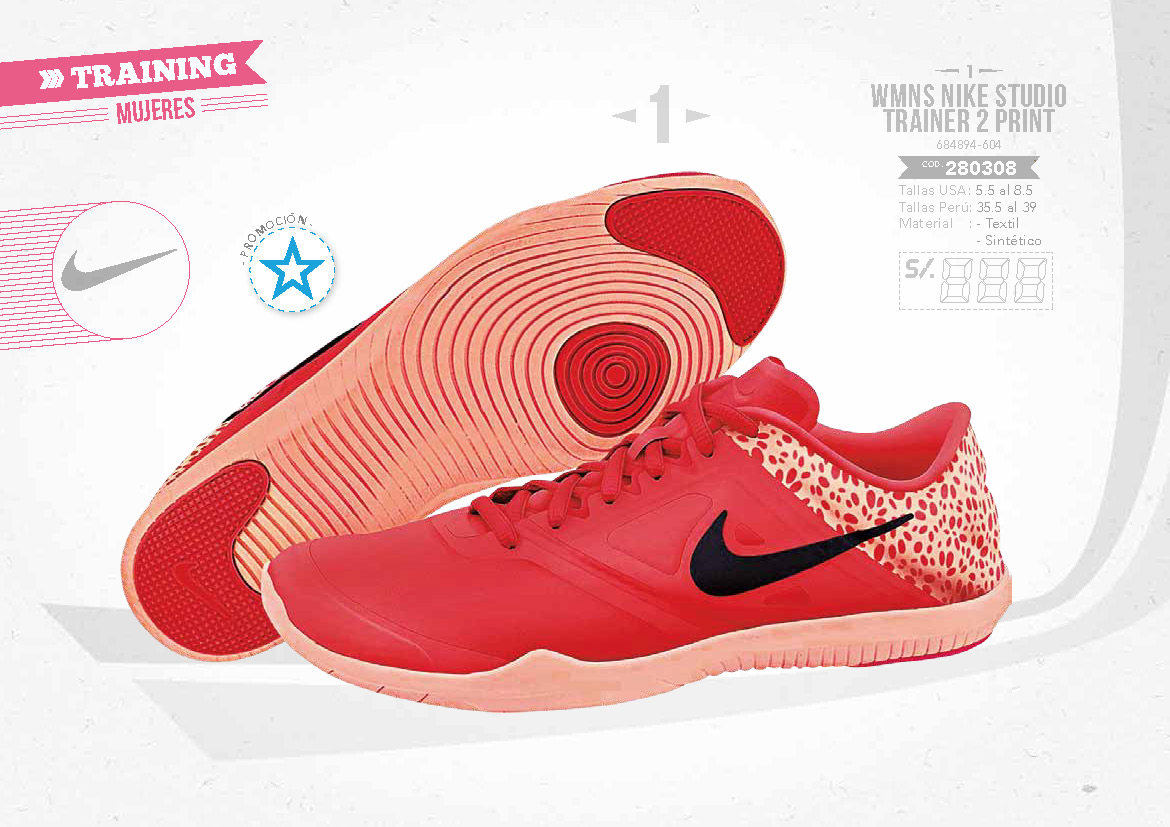 TRAINING
MUJERES
- PROMOCIÓN -
1
1
WMNS NIKE STUDIO
TRAINER 2 PRINT
684894-604
COD. 280308
Tallas USA: 5.5 al 8.5
Tallas Perú: 35.5 al 39
Material : - Textil
- Sintético
S/. 888